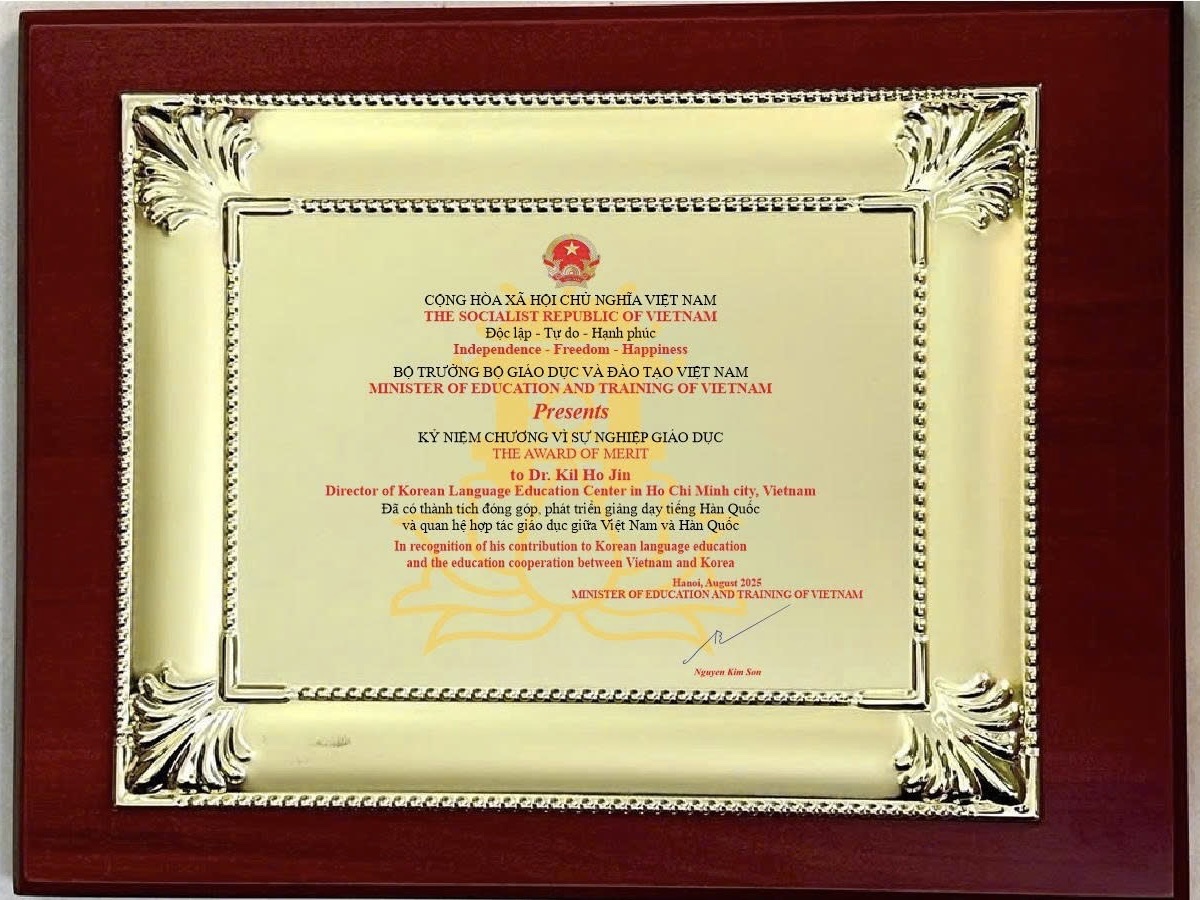 CỘNG HÒA XÃ HỘI CHỦ NGHĨA VIỆT NAM
THE SOCIALIST REPUBLIC OF VIETNAM
Độc lập - Tự do - Hạnh phúc
Independence - Freedom - Happiness
BỘ TRƯỞNG BỘ GIÁO DỤC VÀ ĐÀO TẠO VIỆT NAM
MINISTER OF EDUCATION AND TRAINING OF VIETNAM
Presents
KỶ NIỆM CHƯƠNG VÌ SỰ NGHIỆP GIÁO DỤC
THE AWARD OF MERIT
to Dr. Kil Ho Jin
Director of Korean Language Education Center in Ho Chi Minh city, Vietnam
Đã có thành tích đóng góp, phát triển giảng dạy tiếng Hàn Quốc
và quan hệ hợp tác giáo dục giữa Việt Nam và Hàn Quốc
In recognition of his contribution to Korean language education
and the education cooperation between Vietnam and Korea
Hanoi, August 2025
MINISTER OF EDUCATION AND TRAINING OF VIETNAM
Nguyen Kim Son